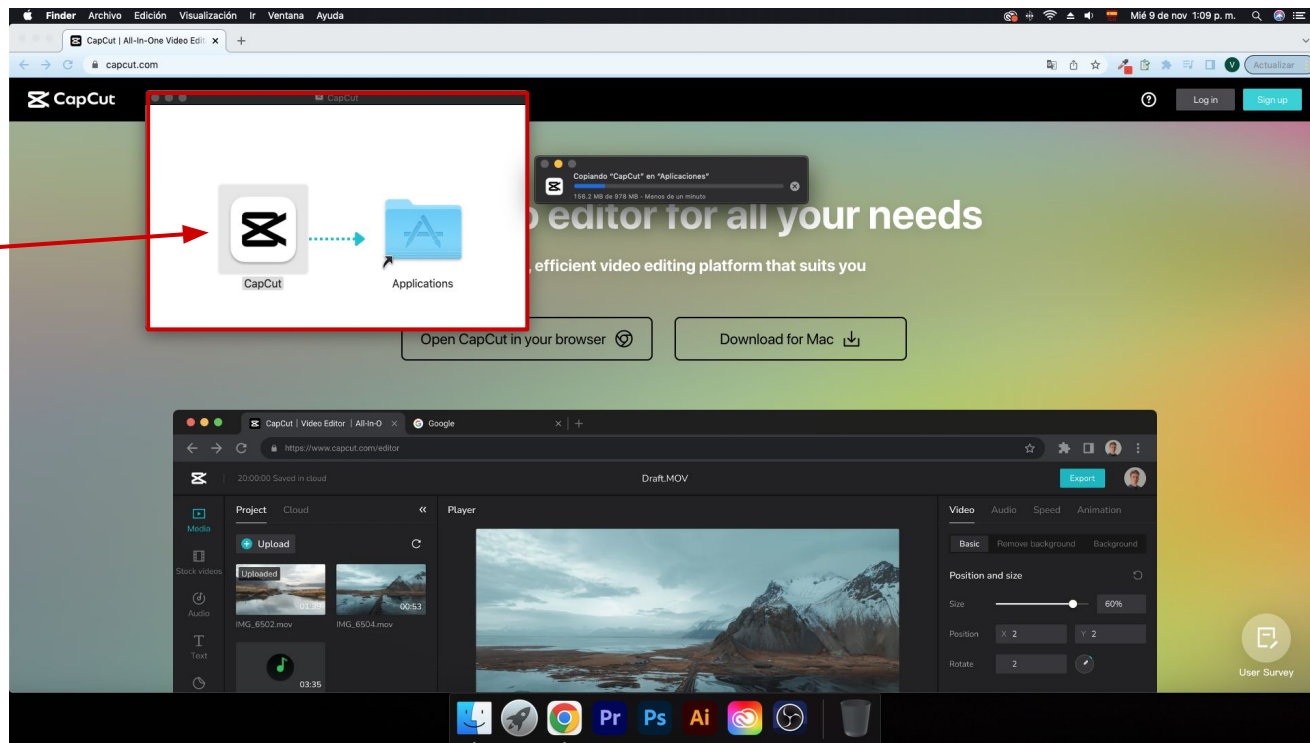 Finder Archivo Edición Visualización Ir Ventana Ayuda
Mié 9 de nov 1:09 p. m.
CapCut | All-In-One Video Edit
capcut.com
V
Actualizar
CapCut
CapCut
Log in
Sign up
Copiando "CapCut" en "Aplicaciones"
156.2 MB de 978 MB - Menos de un minuto
editor for all your needs
, efficient video editing platform that suits you
CapCut
Applications
Open CapCut in your browser
Download for Mac
CapCut | Video Editor | All-In-O
Google
https://www.capcut.com/editor
20:00:00 Saved in cloud
Draft.MOV
Export
Media
Stock videos
Audio
Text
Project Cloud
Upload
Uploaded
01:20
00:53
IMG_6502.mov
IMG_6504.mov
03:35
Player
Video Audio Speed Animation
Basic Remove background Background
Position and size
Size 60%
Position X 2 Y 2
Rotate 2
User Survey
Pr Ps Ai